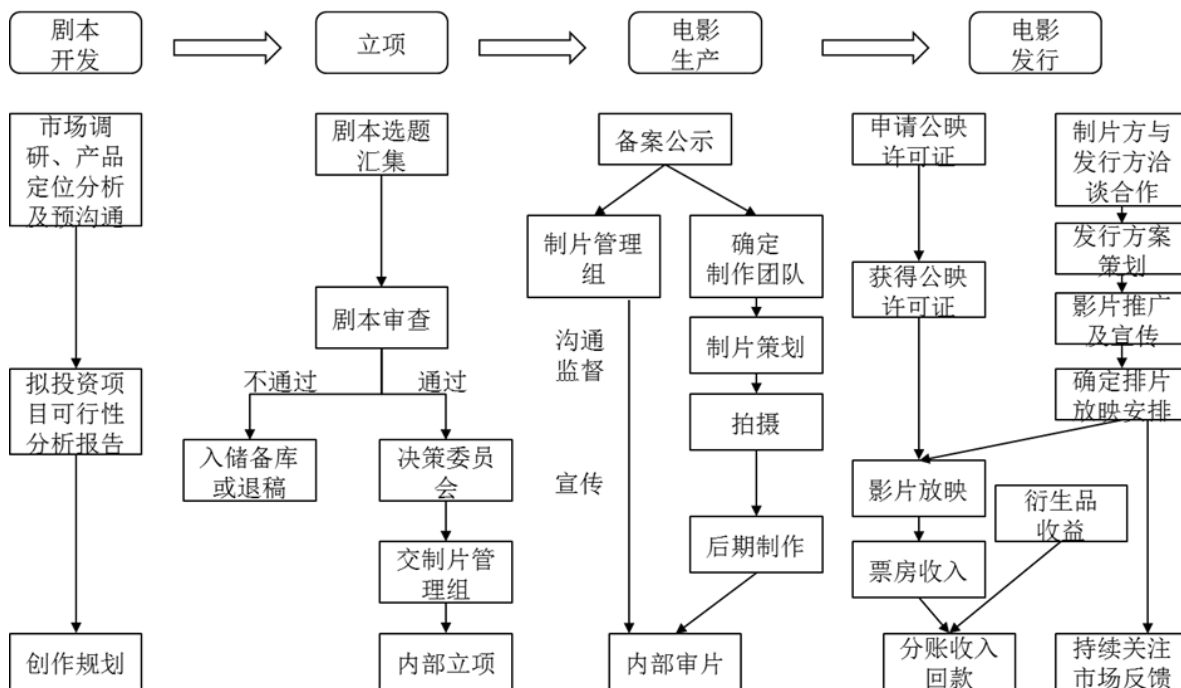 剧本
开发
立项
电影
生产
电影
发行
市场调
研、产品
定位分析
及预沟通
拟投资项
目可行性
分析报告
创作规划
剧本选题
汇集
剧本审查
不通过
通过
入储备库
或退稿
决策委员
会
交制片管
理组
内部立项
备案公示
制片管理
组
确定
制作团队
沟通
监督
制片策划
拍摄
宣传
后期制作
内部审片
申请公映
许可证
获得公映
许可证
影片放映
票房收入
衍生品
收益
分账收入
回款
制片方与
发行方洽
谈合作
发行方案
策划
影片推广
及宣传
确定排片
放映安排
持续关注
市场反馈